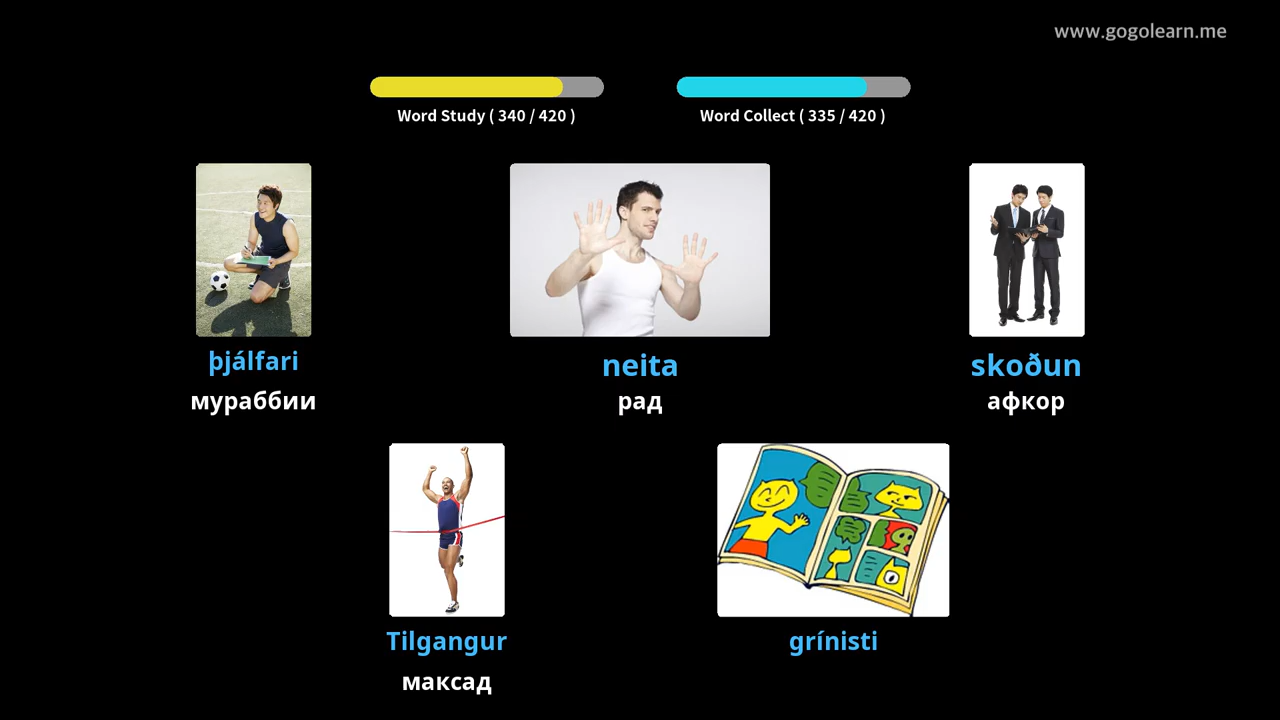 www.gogolearn.me
Word Study ( 340 / 420 )
Word Collect ( 335 / 420 )
þjálfari
мураббии
neita
рад
skoðun
афкор
Tilgangur
максад
grínisti